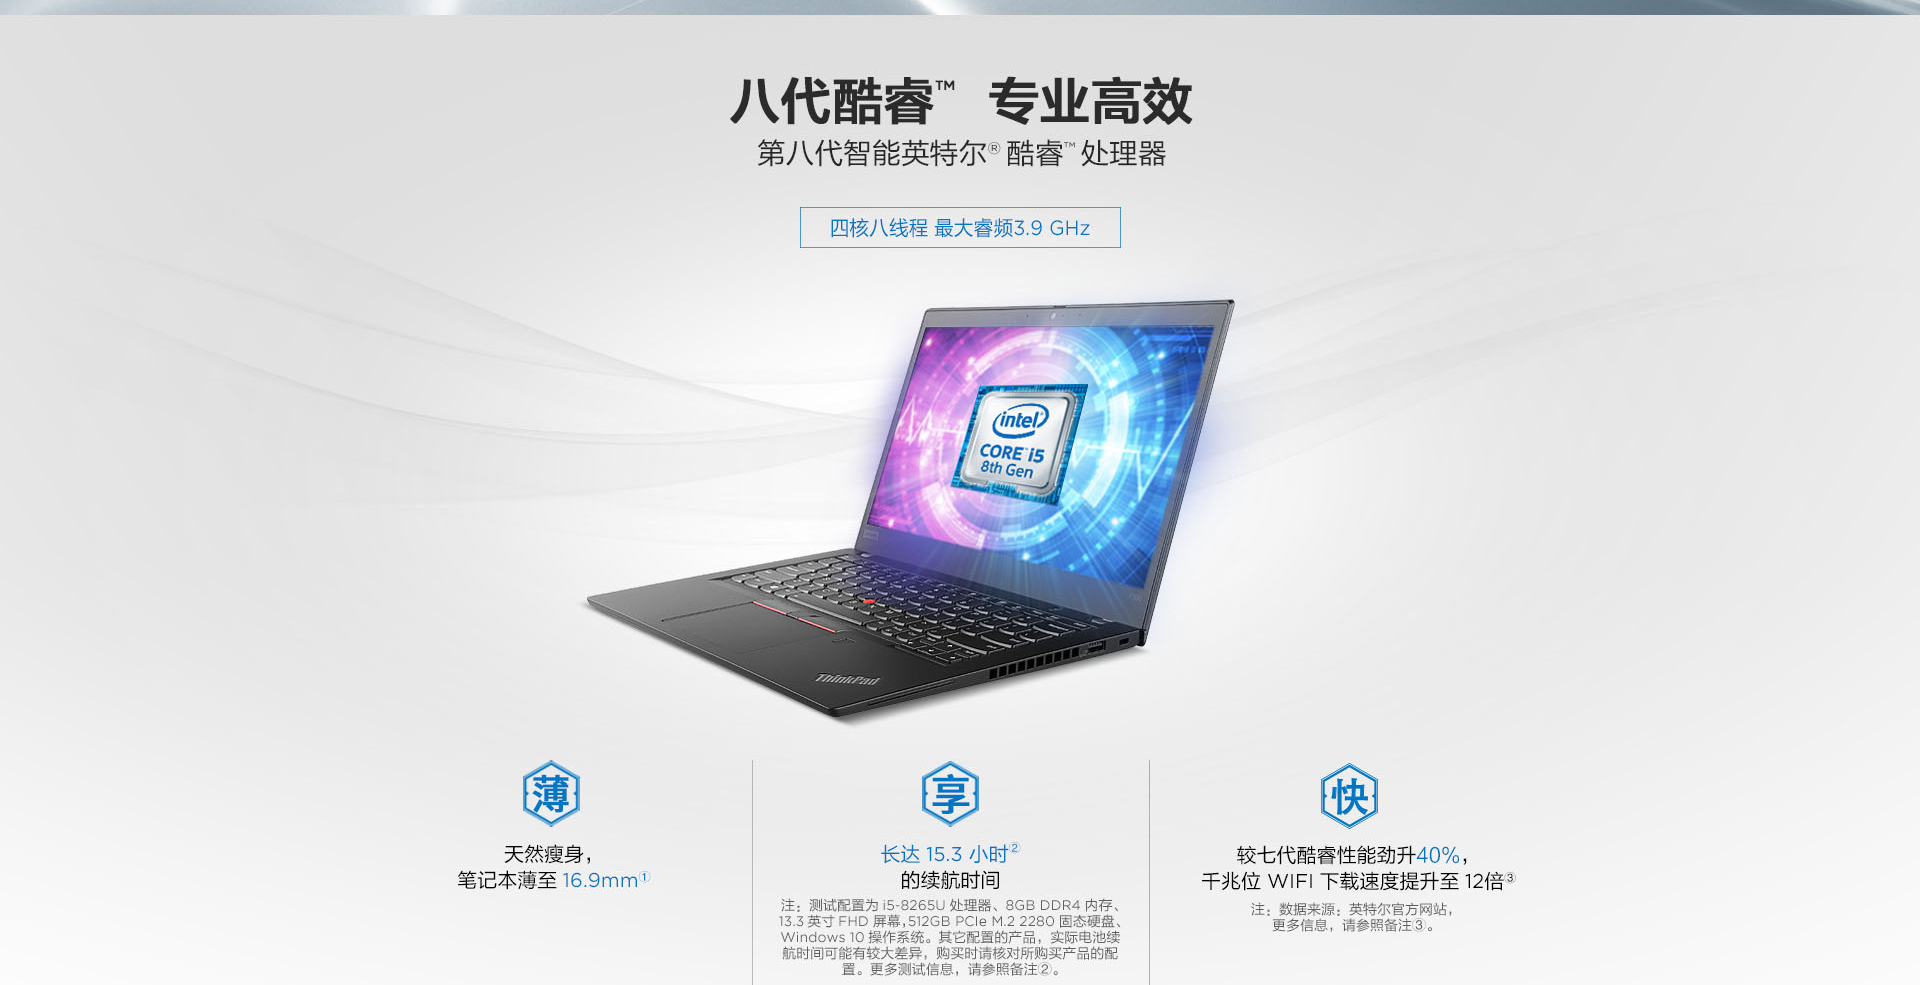 八代酷睿™ 专业高效
第八代智能英特尔® 酷睿™ 处理器
四核八线程 最大睿频3.9 GHz
intel
CORE™ i5
8th Gen
ThinkPad
薄
天然瘦身，
笔记本薄至 16.9mm①
享
长达 15.3 小时②
的续航时间
注：测试配置为 i5-8265U 处理器、8GB DDR4 内存、
13.3 英寸 FHD 屏幕，512GB PCIe M.2 2280 固态硬盘、
Windows 10 操作系统。其它配置的产品，实际电池续
航时间可能有较大差异，购买时请核对所购买产品的配
置。更多测试信息，请参照备注②。
快
较七代酷睿性能劲升40%，
千兆位 WIFI 下载速度提升至 12倍③
注：数据来源：英特尔官方网站，
更多信息，请参照备注③。